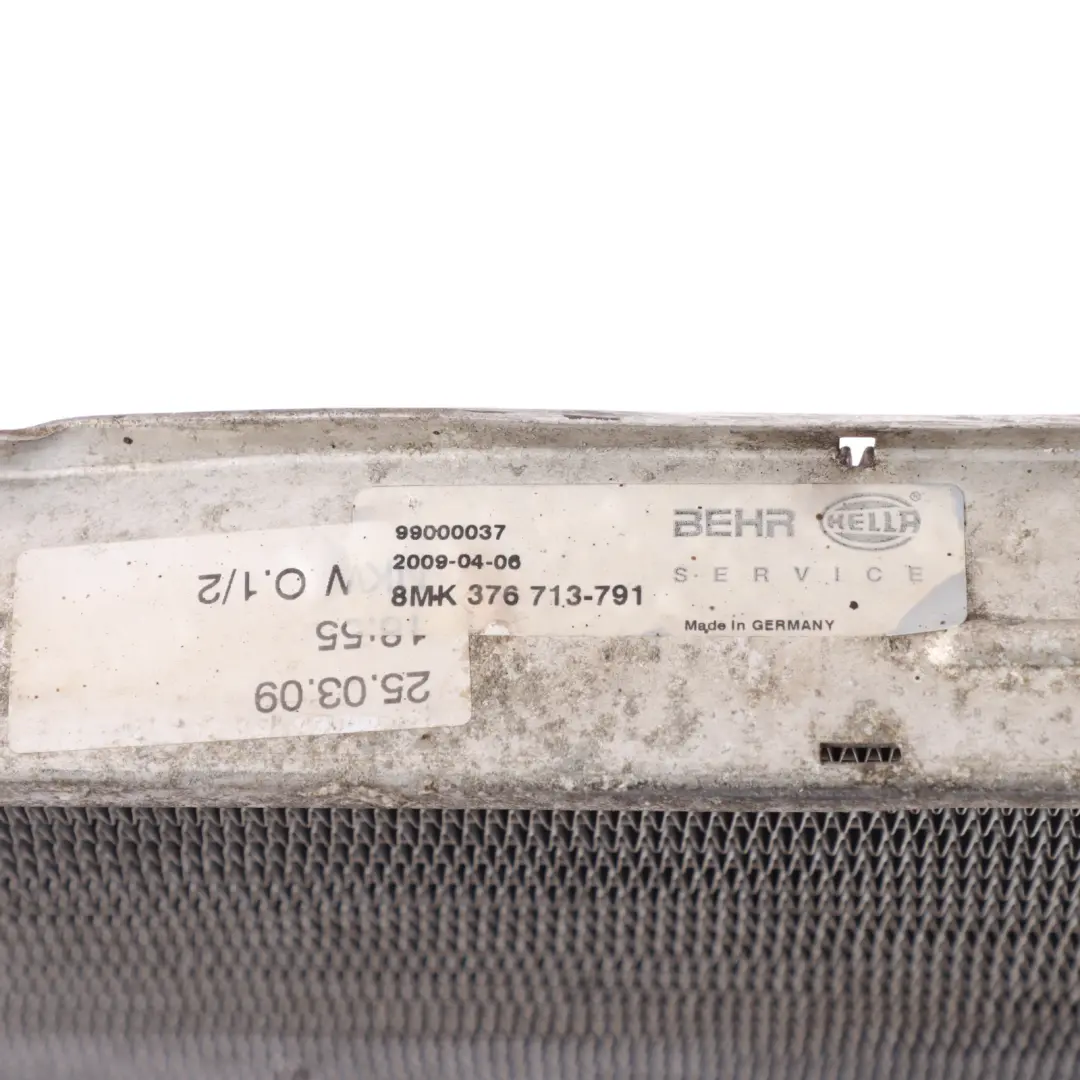 99000037
2009-04-06
8MK 376 713-791
BEHR HELLA®
SERVICE
Made in GERMANY
V 0.1/2
18:55
25.03.09